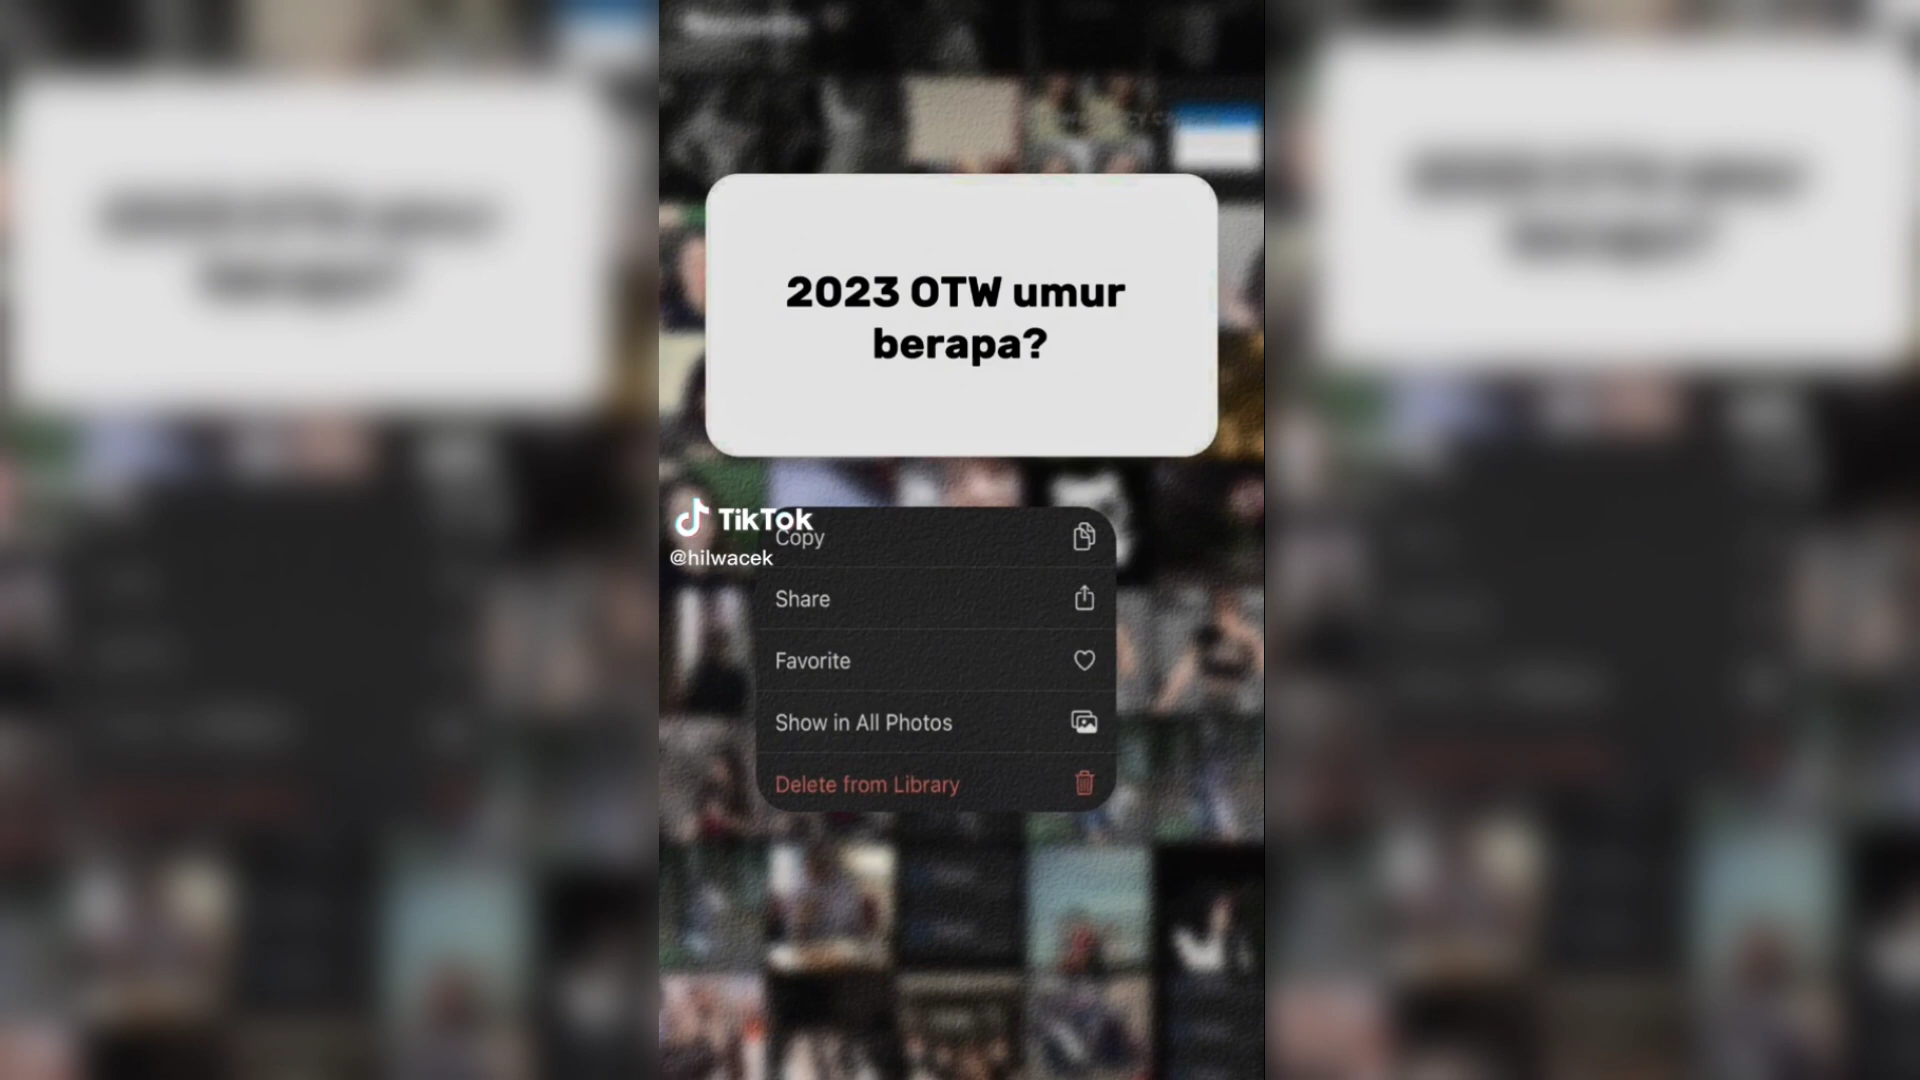 2023 OTW umur
berapa?
TikTok
@hilwacek
Copy
Share
Favorite
Show in All Photos
Delete from Library